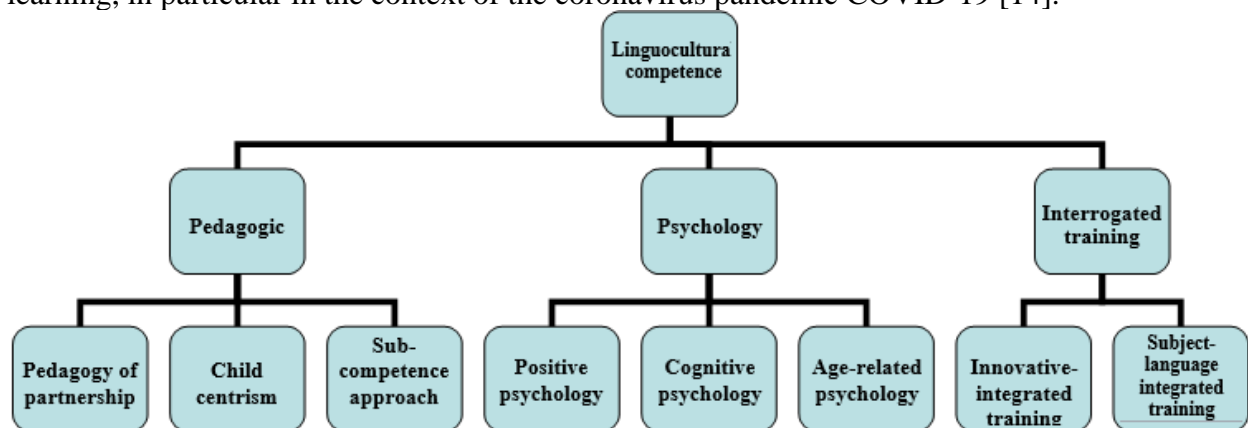 learning, in particular in the context of the coronavirus pandemic COVID-19 [14].
Linguocultura
competence
Pedagogic
Psychology
Interrogated
training
Pedagogy of
partnership
Child
centrism
Sub-
competence
approach
Positive
psychology
Cognitive
psychology
Age-related
psychology
Innovative-
integrated
training
Subject-
language
integrated
training